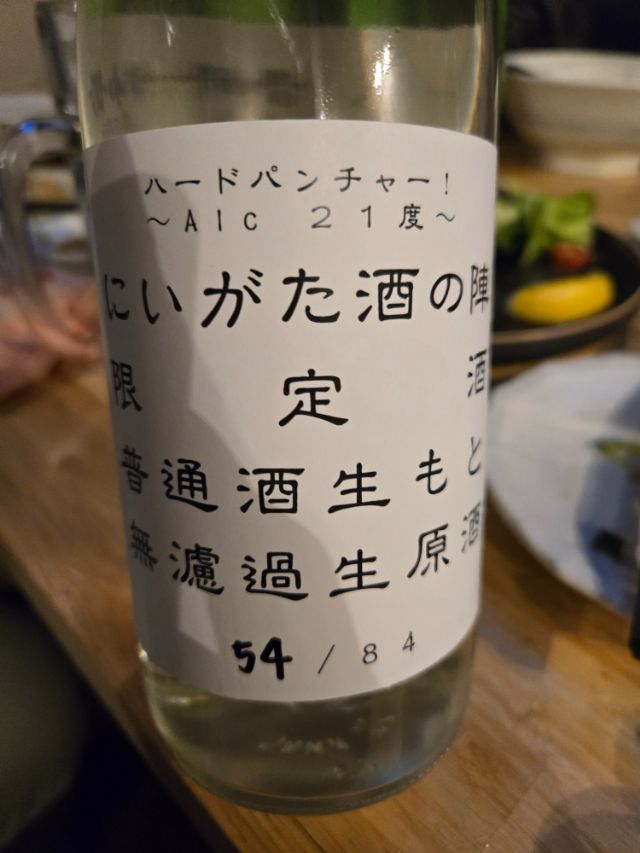 ハードパンチャー！
～Alc ２１度～
にいがた酒の陣
限定酒
普通酒生もと
無濾過生原酒
54/８４